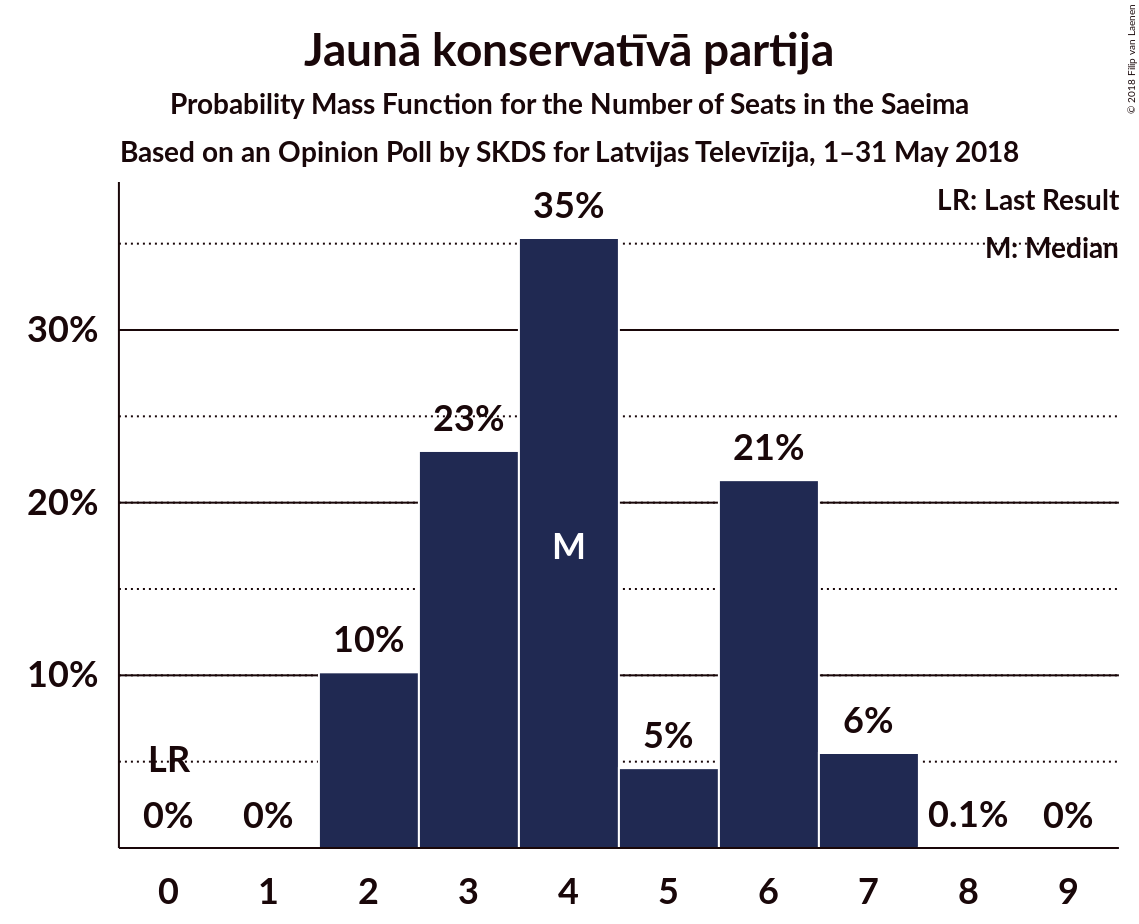 Jaunā konservatīvā partija
Probability Mass Function for the Number of Seats in the Saeima
Based on an Opinion Poll by SKDS for Latvijas Televīzija, 1–31 May 2018
© 2018 Filip van Laenen
LR: Last Result
M: Median
35%
30%
23%
21%
20%
M
10%
10%
6%
5%
LR
0%
0%
0.1%
0%
0 1 2 3 4 5 6 7 8 9